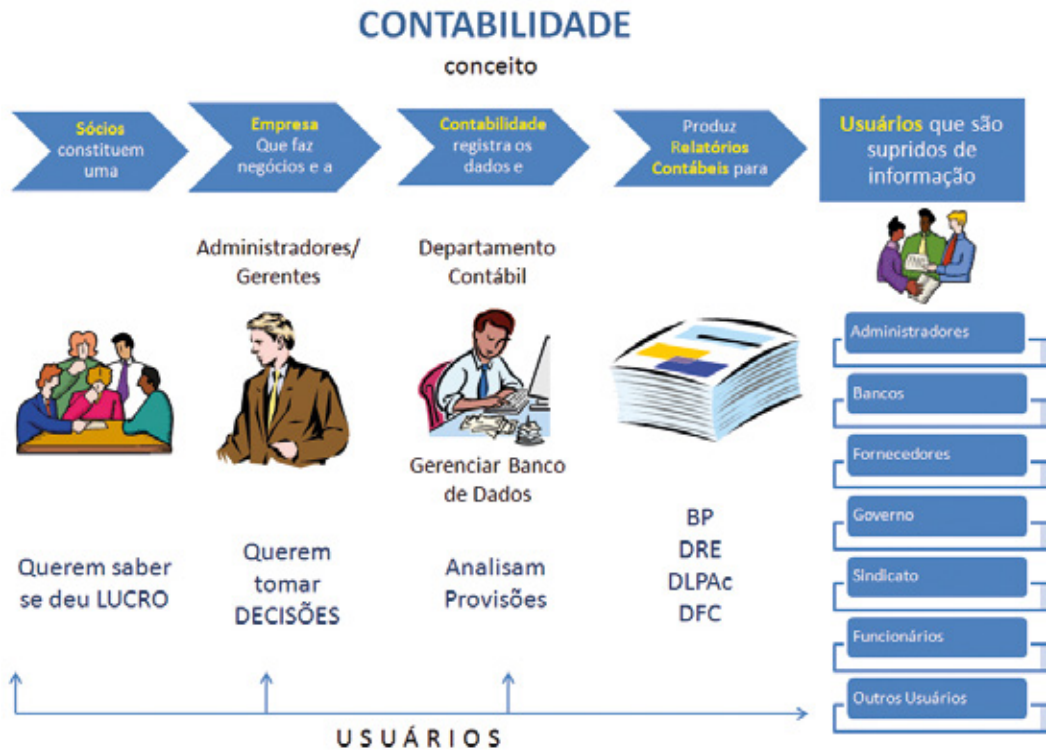 CONTABILIDADE
conceito
Sócios
constituem
uma
Empresa
Que faz
negócios e a
Contabilidade
registra os
dados e
Produz
Relatórios
Contábeis para
Usuários que são
supridos de
informação
Administradores/
Gerentes
Departamento
Contábil
Gerenciar Banco
de Dados
Querem saber
se deu LUCRO
Querem
tomar
DECISÕES
Analisam
Provisões
BP
DRE
DLPAc
DFC
Administradores
Bancos
Fornecedores
Governo
Sindicato
Funcionários
Outros Usuários
USUÁRIOS